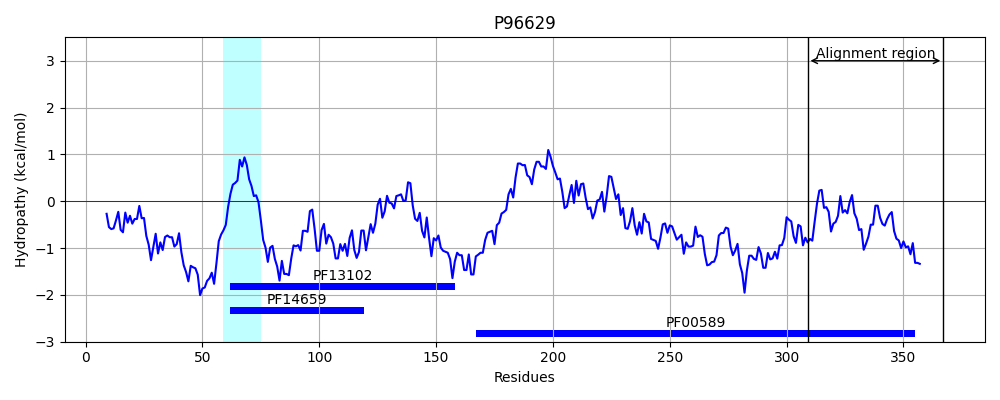 P96629
Alignment region
3
2
1
0
−1
−2
−3
Hydropathy (kcal/mol)
PF13102
PF14659
PF00589
0 50 100 150 200 250 300 350
Residues